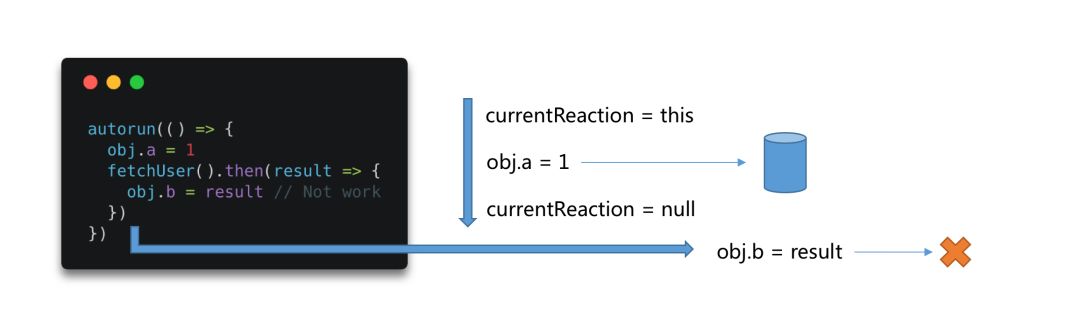 autorun(() => {
  obj.a = 1
  fetchUser().then(result => {
    obj.b = result // Not work
  })
})
currentReaction = this
obj.a = 1
currentReaction = null
obj.b = result